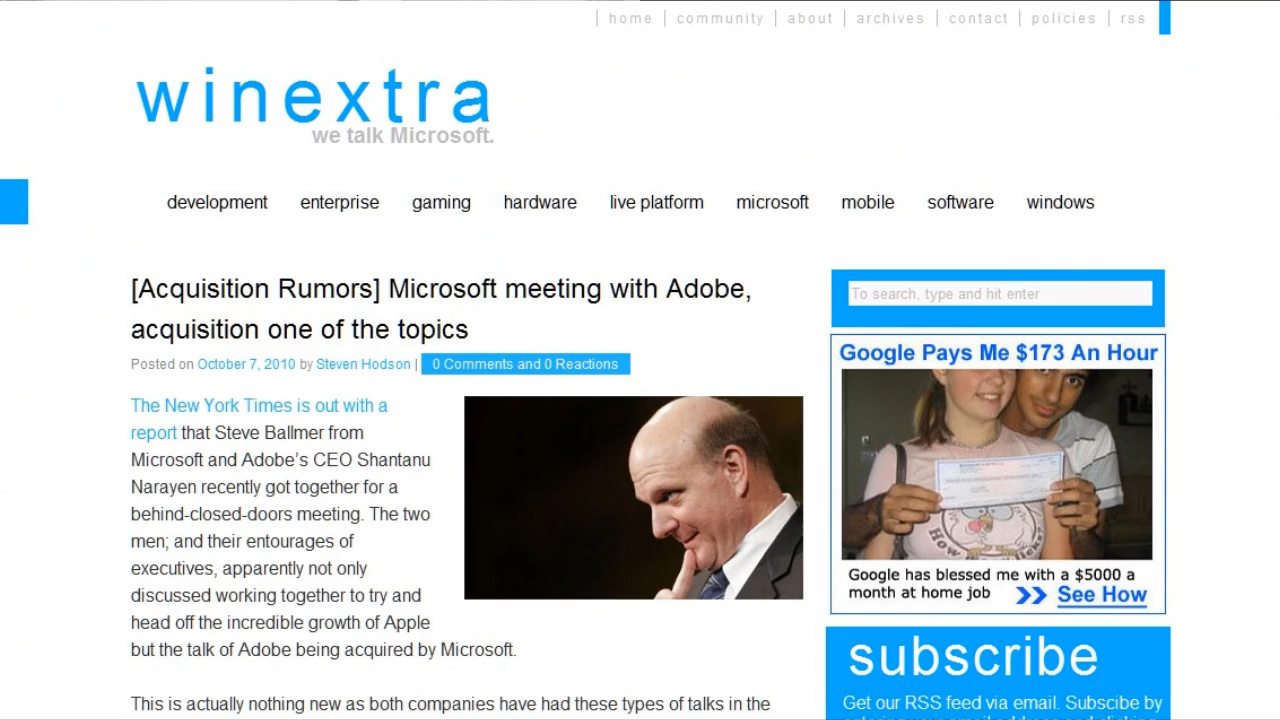 home community about archives contact policies rss
winextra
we talk Microsoft.
development enterprise gaming hardware live platform microsoft mobile software windows
[Acquisition Rumors] Microsoft meeting with Adobe,
acquisition one of the topics
Posted on October 7, 2010 by Steven Hodson | 0 Comments and 0 Reactions
The New York Times is out with a
report that Steve Ballmer from
Microsoft and Adobe's CEO Shantanu
Narayen recently got together for a
behind-closed-doors meeting. The two
men; and their entourages of
executives, apparently not only
discussed working together to try and
head off the incredible growth of Apple
but the talk of Adobe being acquired by Microsoft.
This is actually nothing new as both companies have had these types of talks in the
To search, type and hit enter
Google Pays Me $173 An Hour
Google has blessed me with a $5000 a
month at home job
See How
subscribe
Get our RSS feed via email. Subscibe by